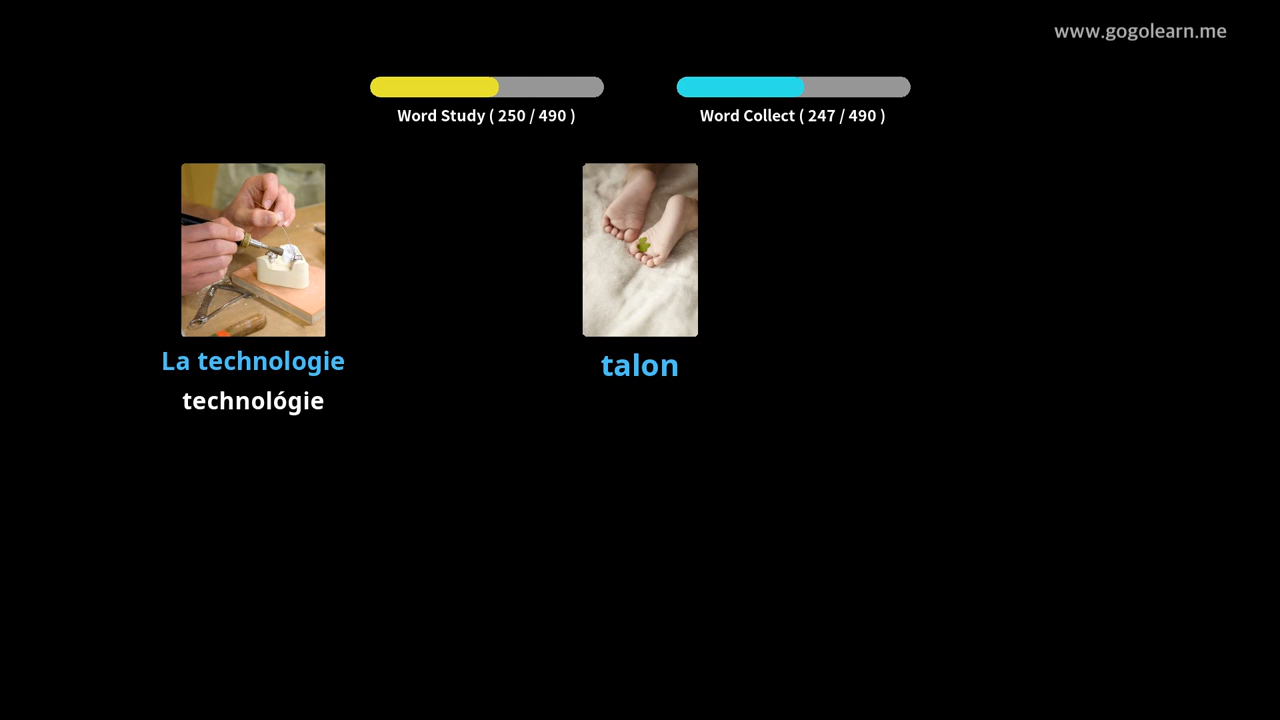 www.gogolearn.me
Word Study ( 250 / 490 )
Word Collect ( 247 / 490 )
La technologie
technológie
talon